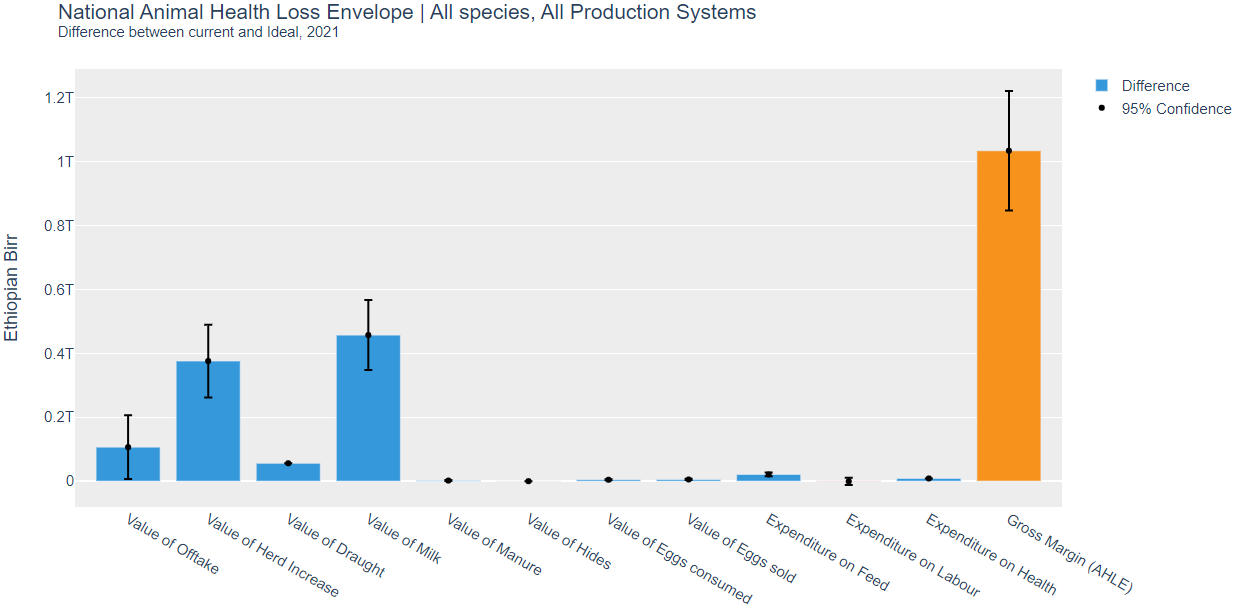 National Animal Health Loss Envelope | All species, All Production Systems
Difference between current and Ideal, 2021
Difference
95% Confidence
Ethiopian Birr
1.2T
1T
0.8T
0.6T
0.4T
0.2T
0
Value of Offtake
Value of Herd Increase
Value of Draught
Value of Milk
Value of Manure
Value of Hides
Value of Eggs consumed
Value of Eggs sold
Expenditure on Feed
Expenditure on Labour
Expenditure on Health
Gross Margin (AHLE)